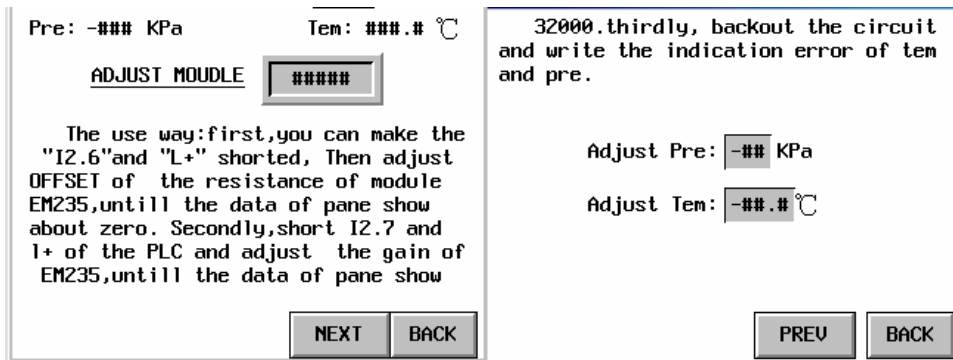 Pre: -### KPa Tem: ###.# ℃
ADJUST MOUDLE #####
The use way:first,you can make the
"I2.6"and "L+" shorted, Then adjust
OFFSET of the resistance of module
EM235,untill the data of pane show
about zero. Secondly,short I2.7 and
l+ of the PLC and adjust the gain of
EM235,untill the data of pane show
NEXT BACK
32000.thirdly, backout the circuit
and write the indication error of tem
and pre.
Adjust Pre: -## KPa
Adjust Tem: -##.# ℃
PREV BACK